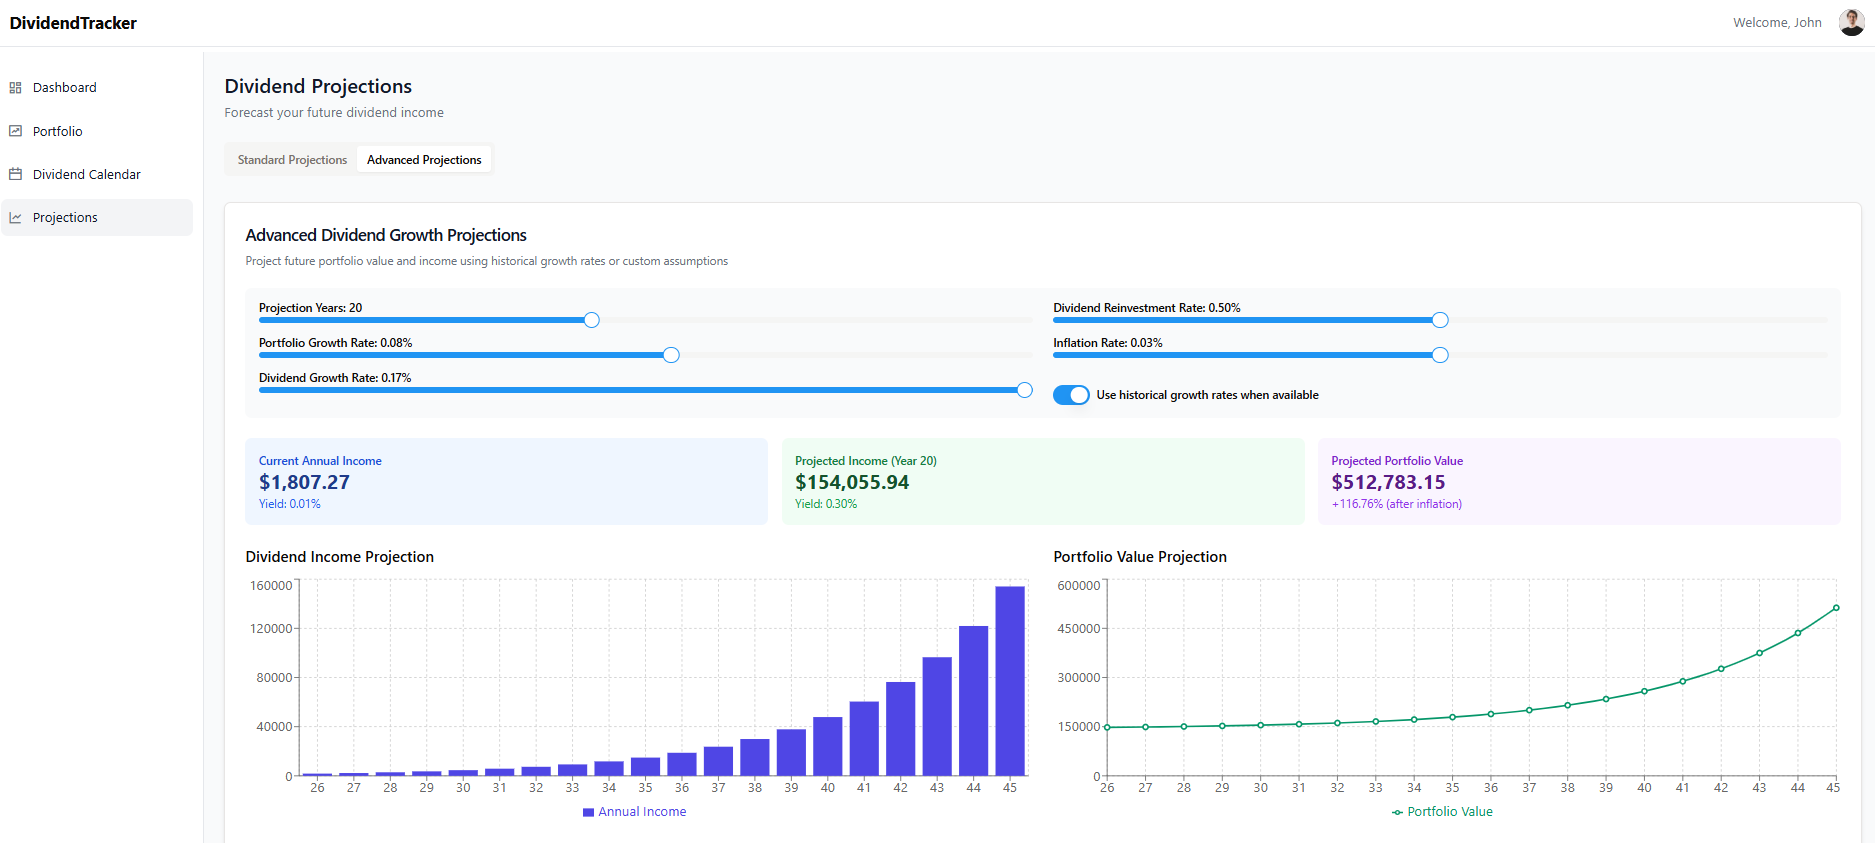 DividendTracker
Welcome, John
Dashboard
Portfolio
Dividend Calendar
Projections
Dividend Projections
Forecast your future dividend income
Standard Projections
Advanced Projections
Advanced Dividend Growth Projections
Project future portfolio value and income using historical growth rates or custom assumptions
Projection Years: 20
Dividend Reinvestment Rate: 0.50%
Portfolio Growth Rate: 0.08%
Inflation Rate: 0.03%
Dividend Growth Rate: 0.17%
Use historical growth rates when available
Current Annual Income
$1,807.27
Yield: 0.01%
Projected Income (Year 20)
$154,055.94
Yield: 0.30%
Projected Portfolio Value
$512,783.15
+116.76% (after inflation)
Dividend Income Projection
160000
120000
80000
40000
0
26 27 28 29 30 31 32 33 34 35 36 37 38 39 40 41 42 43 44 45
Annual Income
Portfolio Value Projection
600000
450000
300000
150000
0
26 27 28 29 30 31 32 33 34 35 36 37 38 39 40 41 42 43 44 45
Portfolio Value